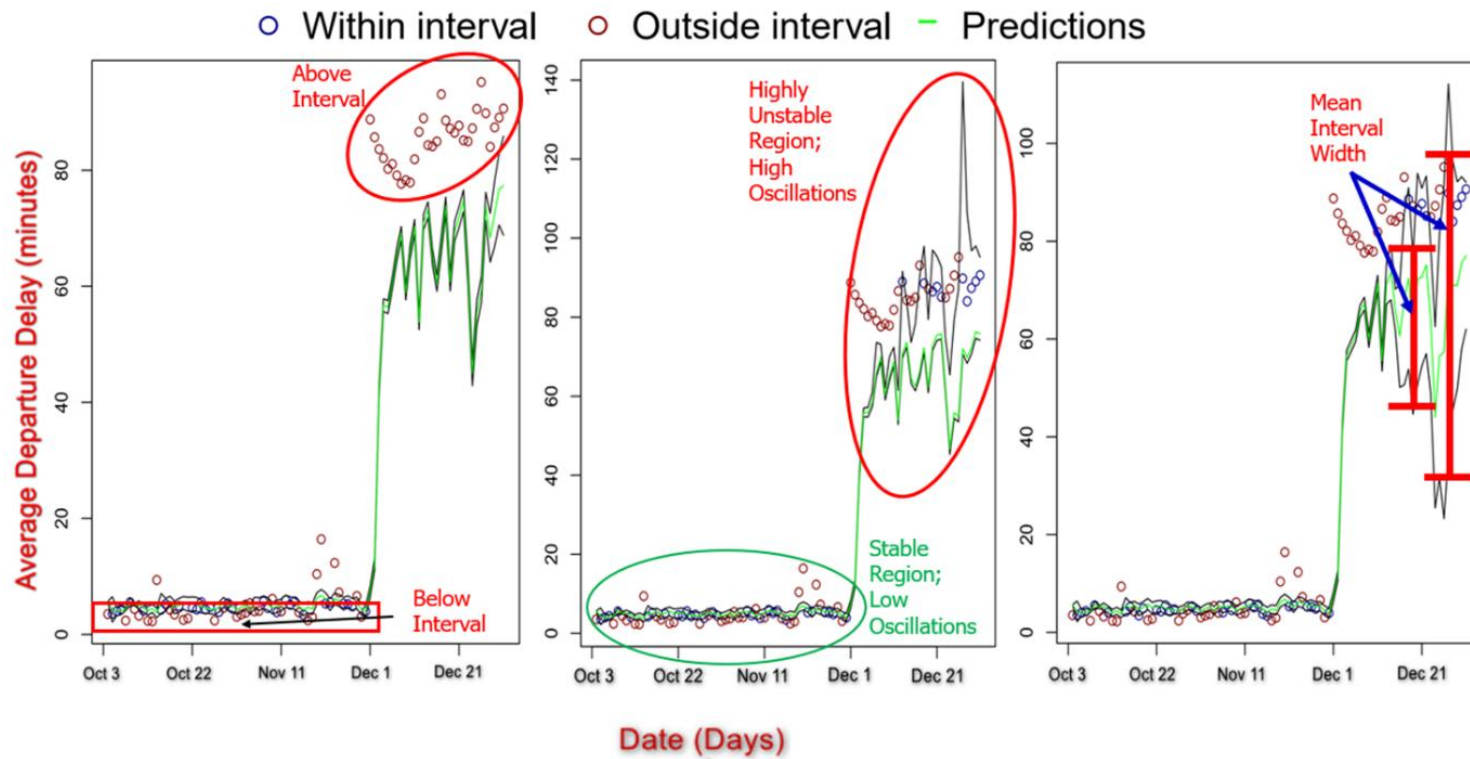 Within interval Outside interval Predictions
Average Departure Delay (minutes)
Above
Interval
Below
Interval
80
60
40
20
0
Oct 3 Oct 22 Nov 11 Dec 1 Dec 21
Highly
Unstable
Region;
High
Oscillations
Stable
Region;
Low
Oscillations
140
120
100
80
60
40
20
0
Oct 3 Oct 22 Nov 11 Dec 1 Dec 21
Mean
Interval
Width
100
80
60
40
20
0
Oct 3 Oct 22 Nov 11 Dec 1 Dec 21
Date (Days)